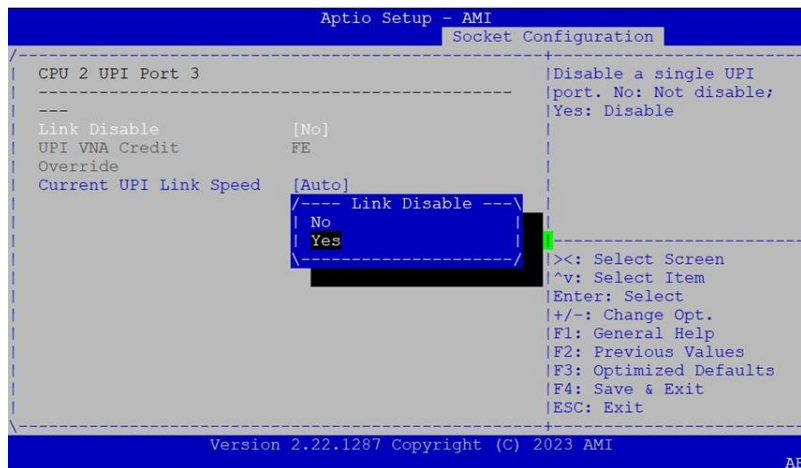 Aptio Setup - AMI
Socket Configuration
CPU 2 UPI Port 3
---
Link Disable [No]
UPI VNA Credit FE
Override
Current UPI Link Speed [Auto]
Link Disable
No
Yes
Disable a single UPI
port. No: Not disable;
Yes: Disable
><: Select Screen
^v: Select Item
Enter: Select
+/-: Change Opt.
F1: General Help
F2: Previous Values
F3: Optimized Defaults
F4: Save & Exit
ESC: Exit
Version 2.22.1287 Copyright (C) 2023 AMI